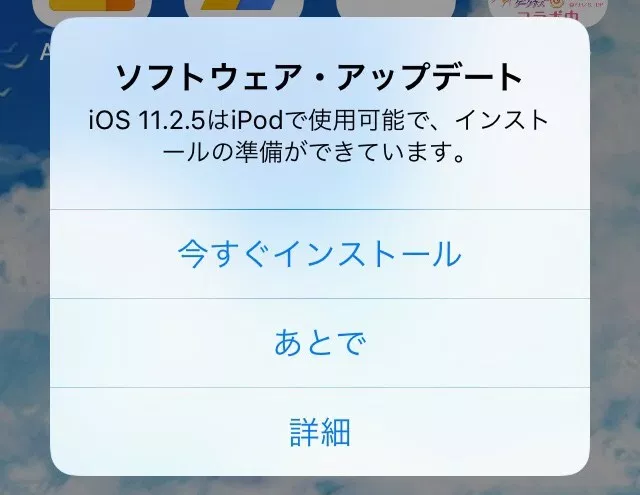 ソフトウェア・アップデート
iOS 11.2.5はiPodで使用可能で、インスト
ールの準備ができています。
今すぐインストール
あとで
詳細